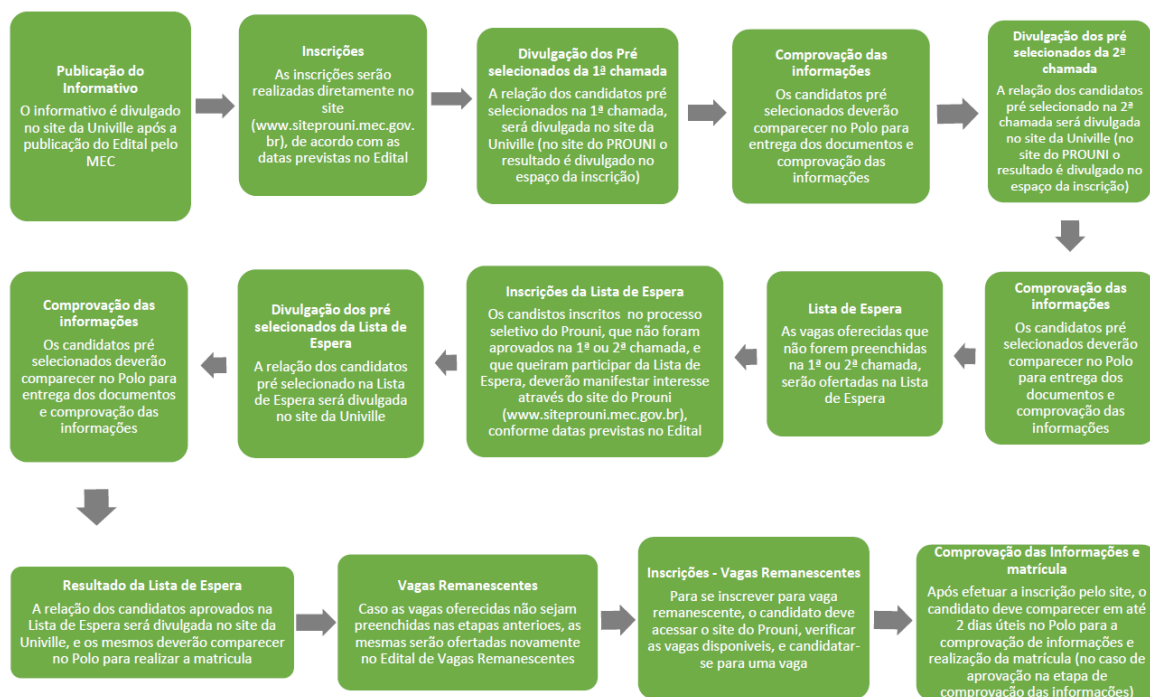 Publicação do
Informativo
O informativo é divulgado
no site da Univille após a
publicação do Edital pelo
MEC
Inscrições
As inscrições serão
realizadas diretamente no
site
(www.siteprouni.mec.gov.
br), de acordo com as
datas previstas no Edital
Divulgação dos Pré
selecionados da 1ª chamada
A relação dos candidatos pré
selecionados na 1ª chamada,
será divulgada no site da
Univille (no site do PROUNI o
resultado é divulgado no
espaço da inscrição)
Comprovação das
informações
Os candidatos pré
selecionados deverão
comparecer no Polo para
entrega dos documentos e
comprovação das
informações
Divulgação dos pré
selecionados da 2ª
chamada
A relação dos candidatos
pré selecionado na 2ª
chamada será divulgada
no site da Univille (no
site do PROUNI o
resultado é divulgado no
espaço da inscrição)
Comprovação das
informações
Os candidatos pré
selecionados deverão
comparecer no Polo
para entrega dos
documentos e
comprovação das
informações
Lista de Espera
As vagas oferecidas que
não forem preenchidas
na 1ª ou 2ª chamada,
serão ofertadas na Lista
de Espera
Inscrições da Lista de Espera
Os candistos inscritos no processo
seletivo do Prouni, que não foram
aprovados na 1ª ou 2ª chamada, e
que queiram participar da Lista de
Espera, deverão manifestar interesse
através do site do Prouni
(www.siteprouni.mec.gov.br),
conforme datas previstas no Edital
Divulgação dos pré
selecionados da Lista de
Espera
A relação dos candidatos
pré selecionado na Lista
de Espera será divulgada
no site da Univille
Comprovação das
informações
Os candidatos pré
selecionados deverão
comparecer no Polo para
entrega dos documentos
e comprovação das
informações
Resultado da Lista de Espera
A relação dos candidatos aprovados na
Lista de Espera será divulgada no site da
Univille, e os mesmos deverão comparecer
no Polo para realizar a matricula
Vagas Remanescentes
Caso as vagas oferecidas não sejam
preenchidas nas etapas anterioes, as
mesmas serão ofertadas novamente
no Edital de Vagas Remanescentes
Inscrições - Vagas Remanescentes
Para se inscrever para vaga
remanescente, o candidato deve
acessar o site do Prouni, verificar
as vagas disponiveis, e candidatar-
se para uma vaga
Comprovação das Informações e
matrícula
Após efetuar a inscrição pelo site, o
candidato deve comparecer em até
2 dias úteis no Polo para a
comprovação de informações e
realização da matrícula (no caso de
aprovação na etapa de
comprovação das informações)